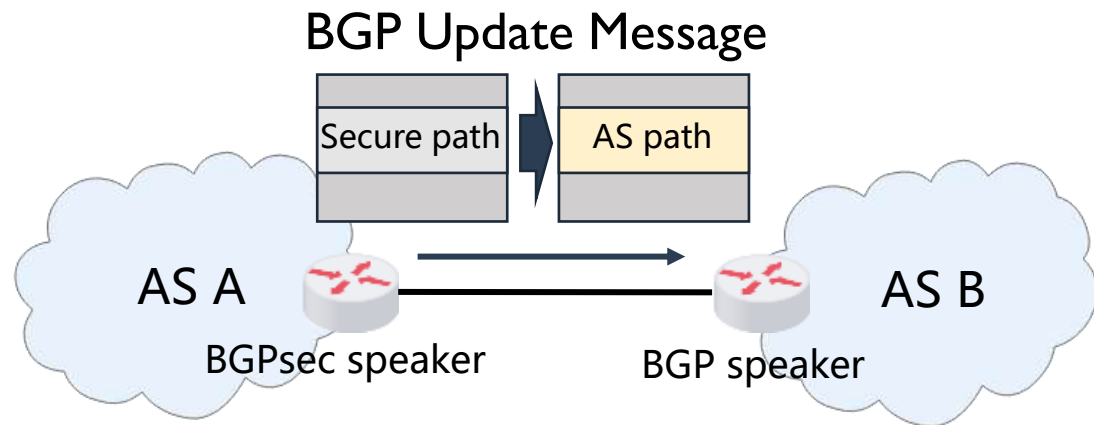 BGP Update Message
Secure path
AS path
AS A
AS B
BGPsec speaker
BGP speaker